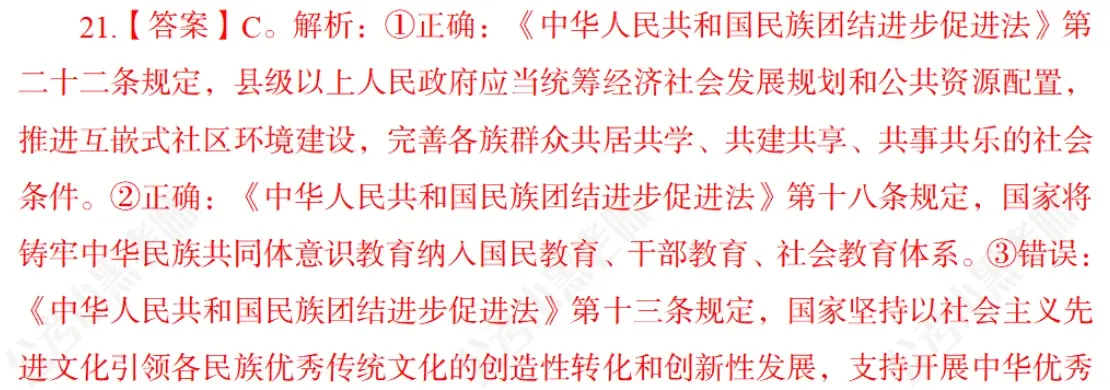 21.【答案】C。解析：①正确：《中华人民共和国民族团结进步促进法》第
二十二条规定，县级以上人民政府应当统筹经济社会发展规划和公共资源配置，
推进互嵌式社区环境建设，完善各族群众共居共学、共建共享、共事共乐的社会
条件。②正确：《中华人民共和国民族团结进步促进法》第十八条规定，国家将
铸牢中华民族共同体意识教育纳入国民教育、干部教育、社会教育体系。③错误：
《中华人民共和国民族团结进步促进法》第十三条规定，国家坚持以社会主义先
进文化引领各民族优秀传统文化的创造性转化和创新性发展，支持开展中华优秀